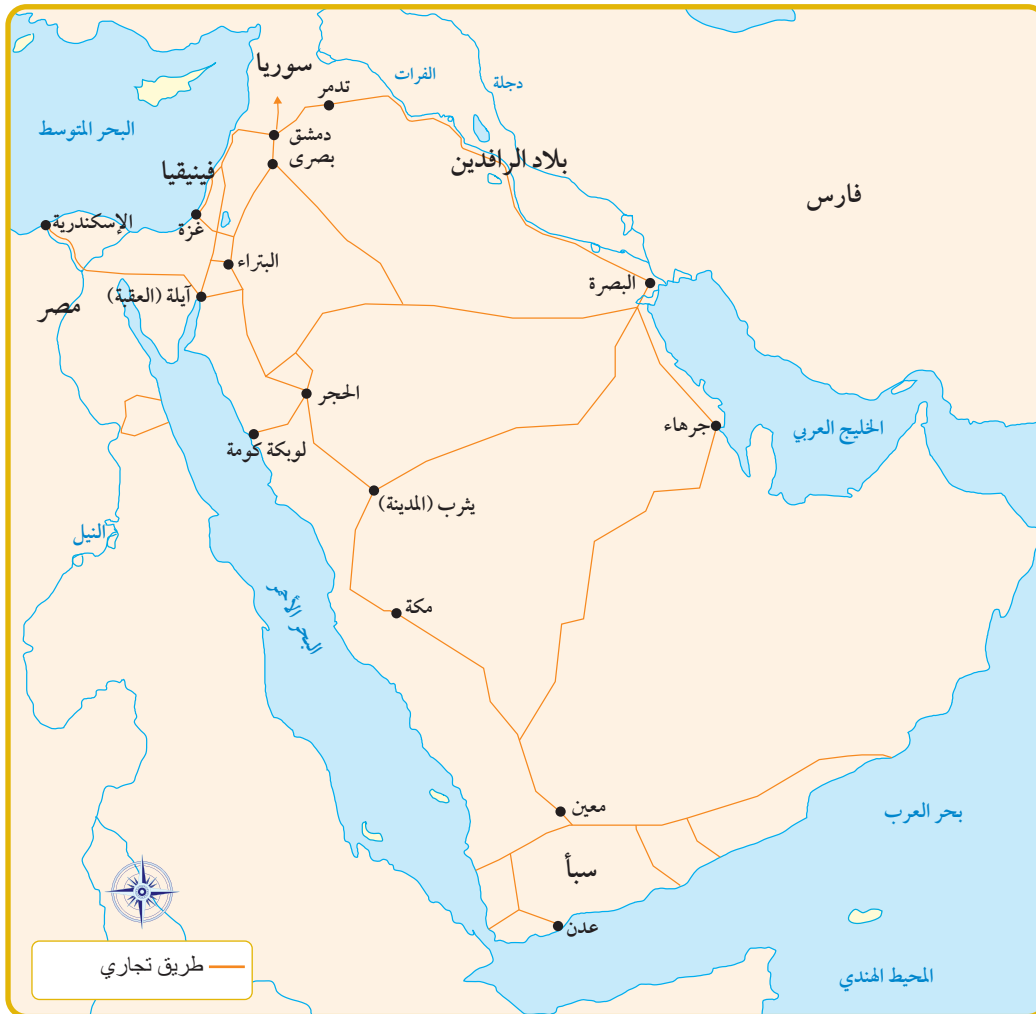 سوريا
الفرات
دجلة
تدمر
البحر المتوسط
دمشق
بصرى
بلاد الرافدين
فينيقيا
فارس
الإسكندرية
غزة
البتراء
البصرة
آيلة (العقبة)
مصر
الحجر
جرهاء
الخليج العربي
لوبكة كومة
يثرب (المدينة)
النيل
مكة
البحر الأحمر
معين
بحر العرب
سبأ
عدن
طريق تجاري
المحيط الهندي